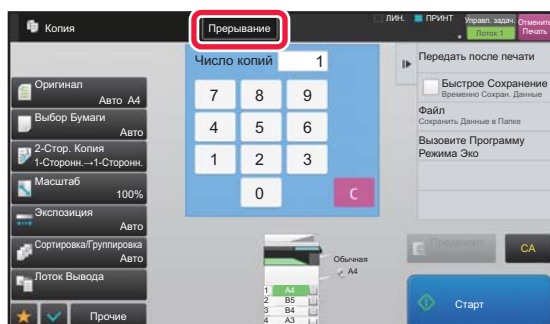 Копия
Прерывание
ЛИН.
ПРИНТ
Управл. задач.
Лоток 1
Отменить
Печать
Оригинал
Авто A4
Выбор Бумаги
Авто
2-Стор. Копия
1-Сторонн.→1-Сторонн.
Масштаб
100%
Экспозиция
Авто
Сортировка/Группировка
Авто
Лоток Вывода
Прочие
Число копий 1
7 8 9
4 5 6
1 2 3
0 C
Обычная
A4
1 A4
2 B5
3 B4
4 A3
Передать после печати
Быстрое Сохранение
Временно Сохран. Данные
Файл
Сохранить Данные в Папке
Вызовите Программу
Режима Эко
Предварит.
CA
Старт